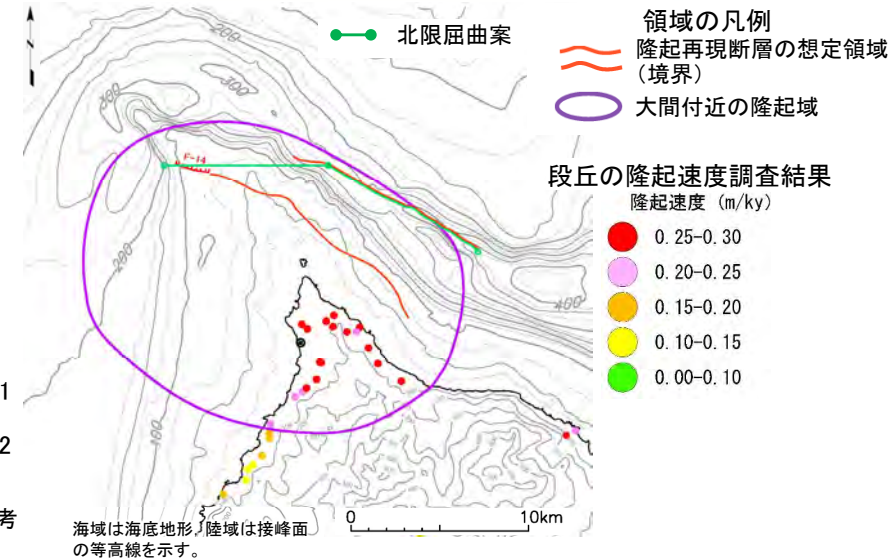 北限屈曲案
領域の凡例
隆起再現断層の想定領域
(境界)
大間付近の隆起域
段丘の隆起速度調査結果
隆起速度 (m/ky)
0.25-0.30
0.20-0.25
0.15-0.20
0.10-0.15
0.00-0.10
N
200
300
300
F-14
200
100
400
1
2
考
0 10km
海域は海底地形,陸域は接峰面
の等高線を示す。